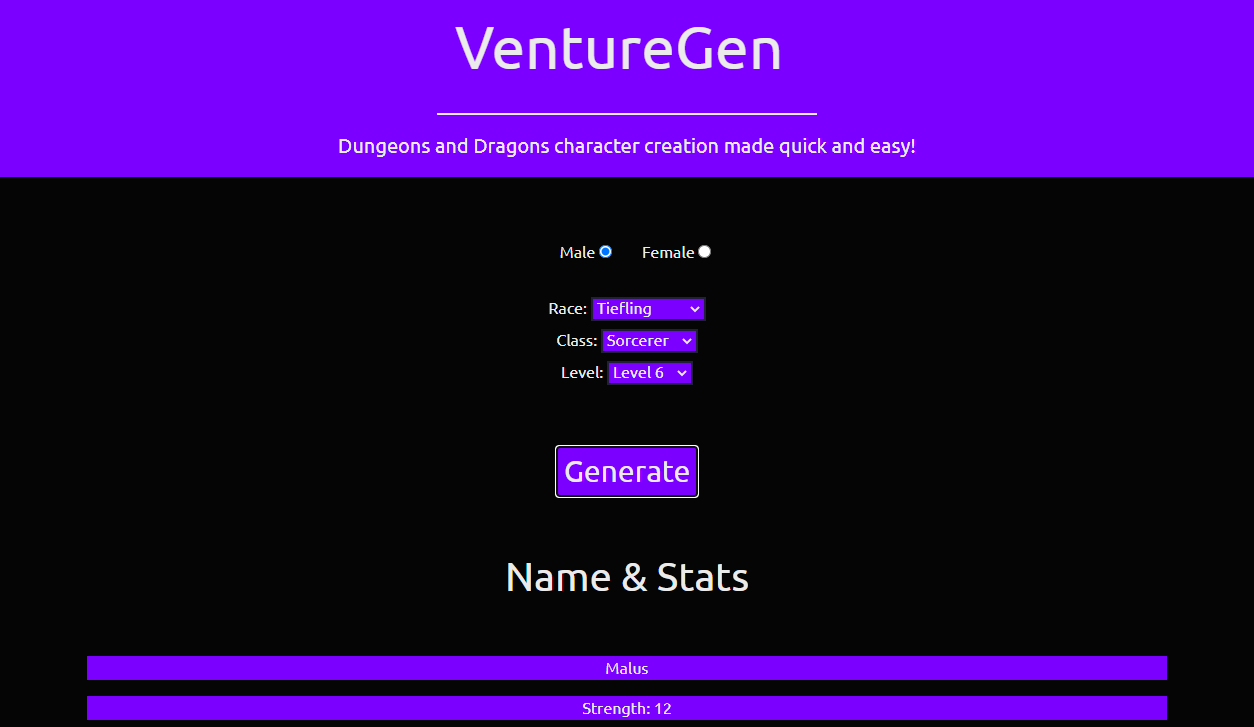 VentureGen
Dungeons and Dragons character creation made quick and easy!
Male Female
Race: Tiefling
Class: Sorcerer
Level: Level 6
Generate
Name & Stats
Malus
Strength: 12